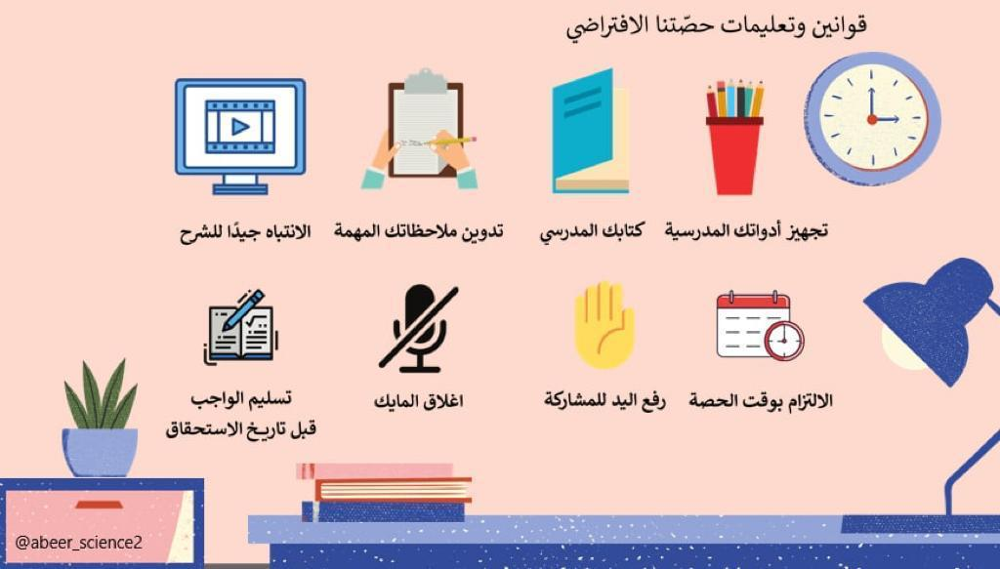 قوانين وتعليمات حصّتنا الافتراضي
تجهيز أدواتك المدرسية
كتابك المدرسي
تدوين ملاحظاتك المهمة
الانتباه جيدًا للشرح
الالتزام بوقت الحصة
رفع اليد للمشاركة
اغلاق المايك
تسليم الواجب
قبل تاريخ الاستحقاق
@abeer_science2